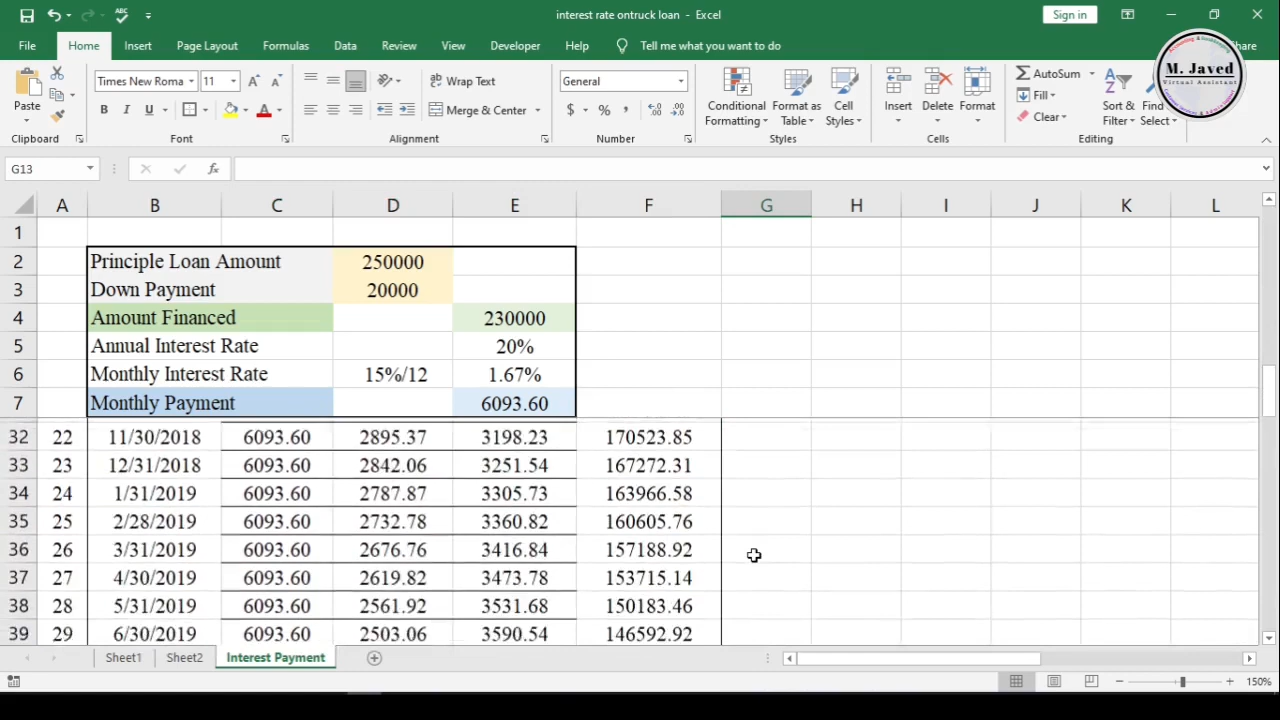 interest rate ontruck loan - Excel
Sign in
File Home Insert Page Layout Formulas Data Review View Developer Help Tell me what you want to do Share
M. Javed
Virtual Assistant
Paste
Times New Roma 11
Wrap Text
General
Merge & Center
Conditional Formatting
Format as Table
Cell Styles
Insert Delete Format
AutoSum
Fill
Clear
Sort & Filter
Find Select
Clipboard Font Alignment Number Styles Cells Editing
G13 fx
A B C D E F G H I J K L
1
2 Principle Loan Amount 250000
3 Down Payment 20000
4 Amount Financed 230000
5 Annual Interest Rate 20%
6 Monthly Interest Rate 15%/12 1.67%
7 Monthly Payment 6093.60
32 22 11/30/2018 6093.60 2895.37 3198.23 170523.85
33 23 12/31/2018 6093.60 2842.06 3251.54 167272.31
34 24 1/31/2019 6093.60 2787.87 3305.73 163966.58
35 25 2/28/2019 6093.60 2732.78 3360.82 160605.76
36 26 3/31/2019 6093.60 2676.76 3416.84 157188.92
37 27 4/30/2019 6093.60 2619.82 3473.78 153715.14
38 28 5/31/2019 6093.60 2561.92 3531.68 150183.46
39 29 6/30/2019 6093.60 2503.06 3590.54 146592.92
Sheet1 Sheet2 Interest Payment
150%